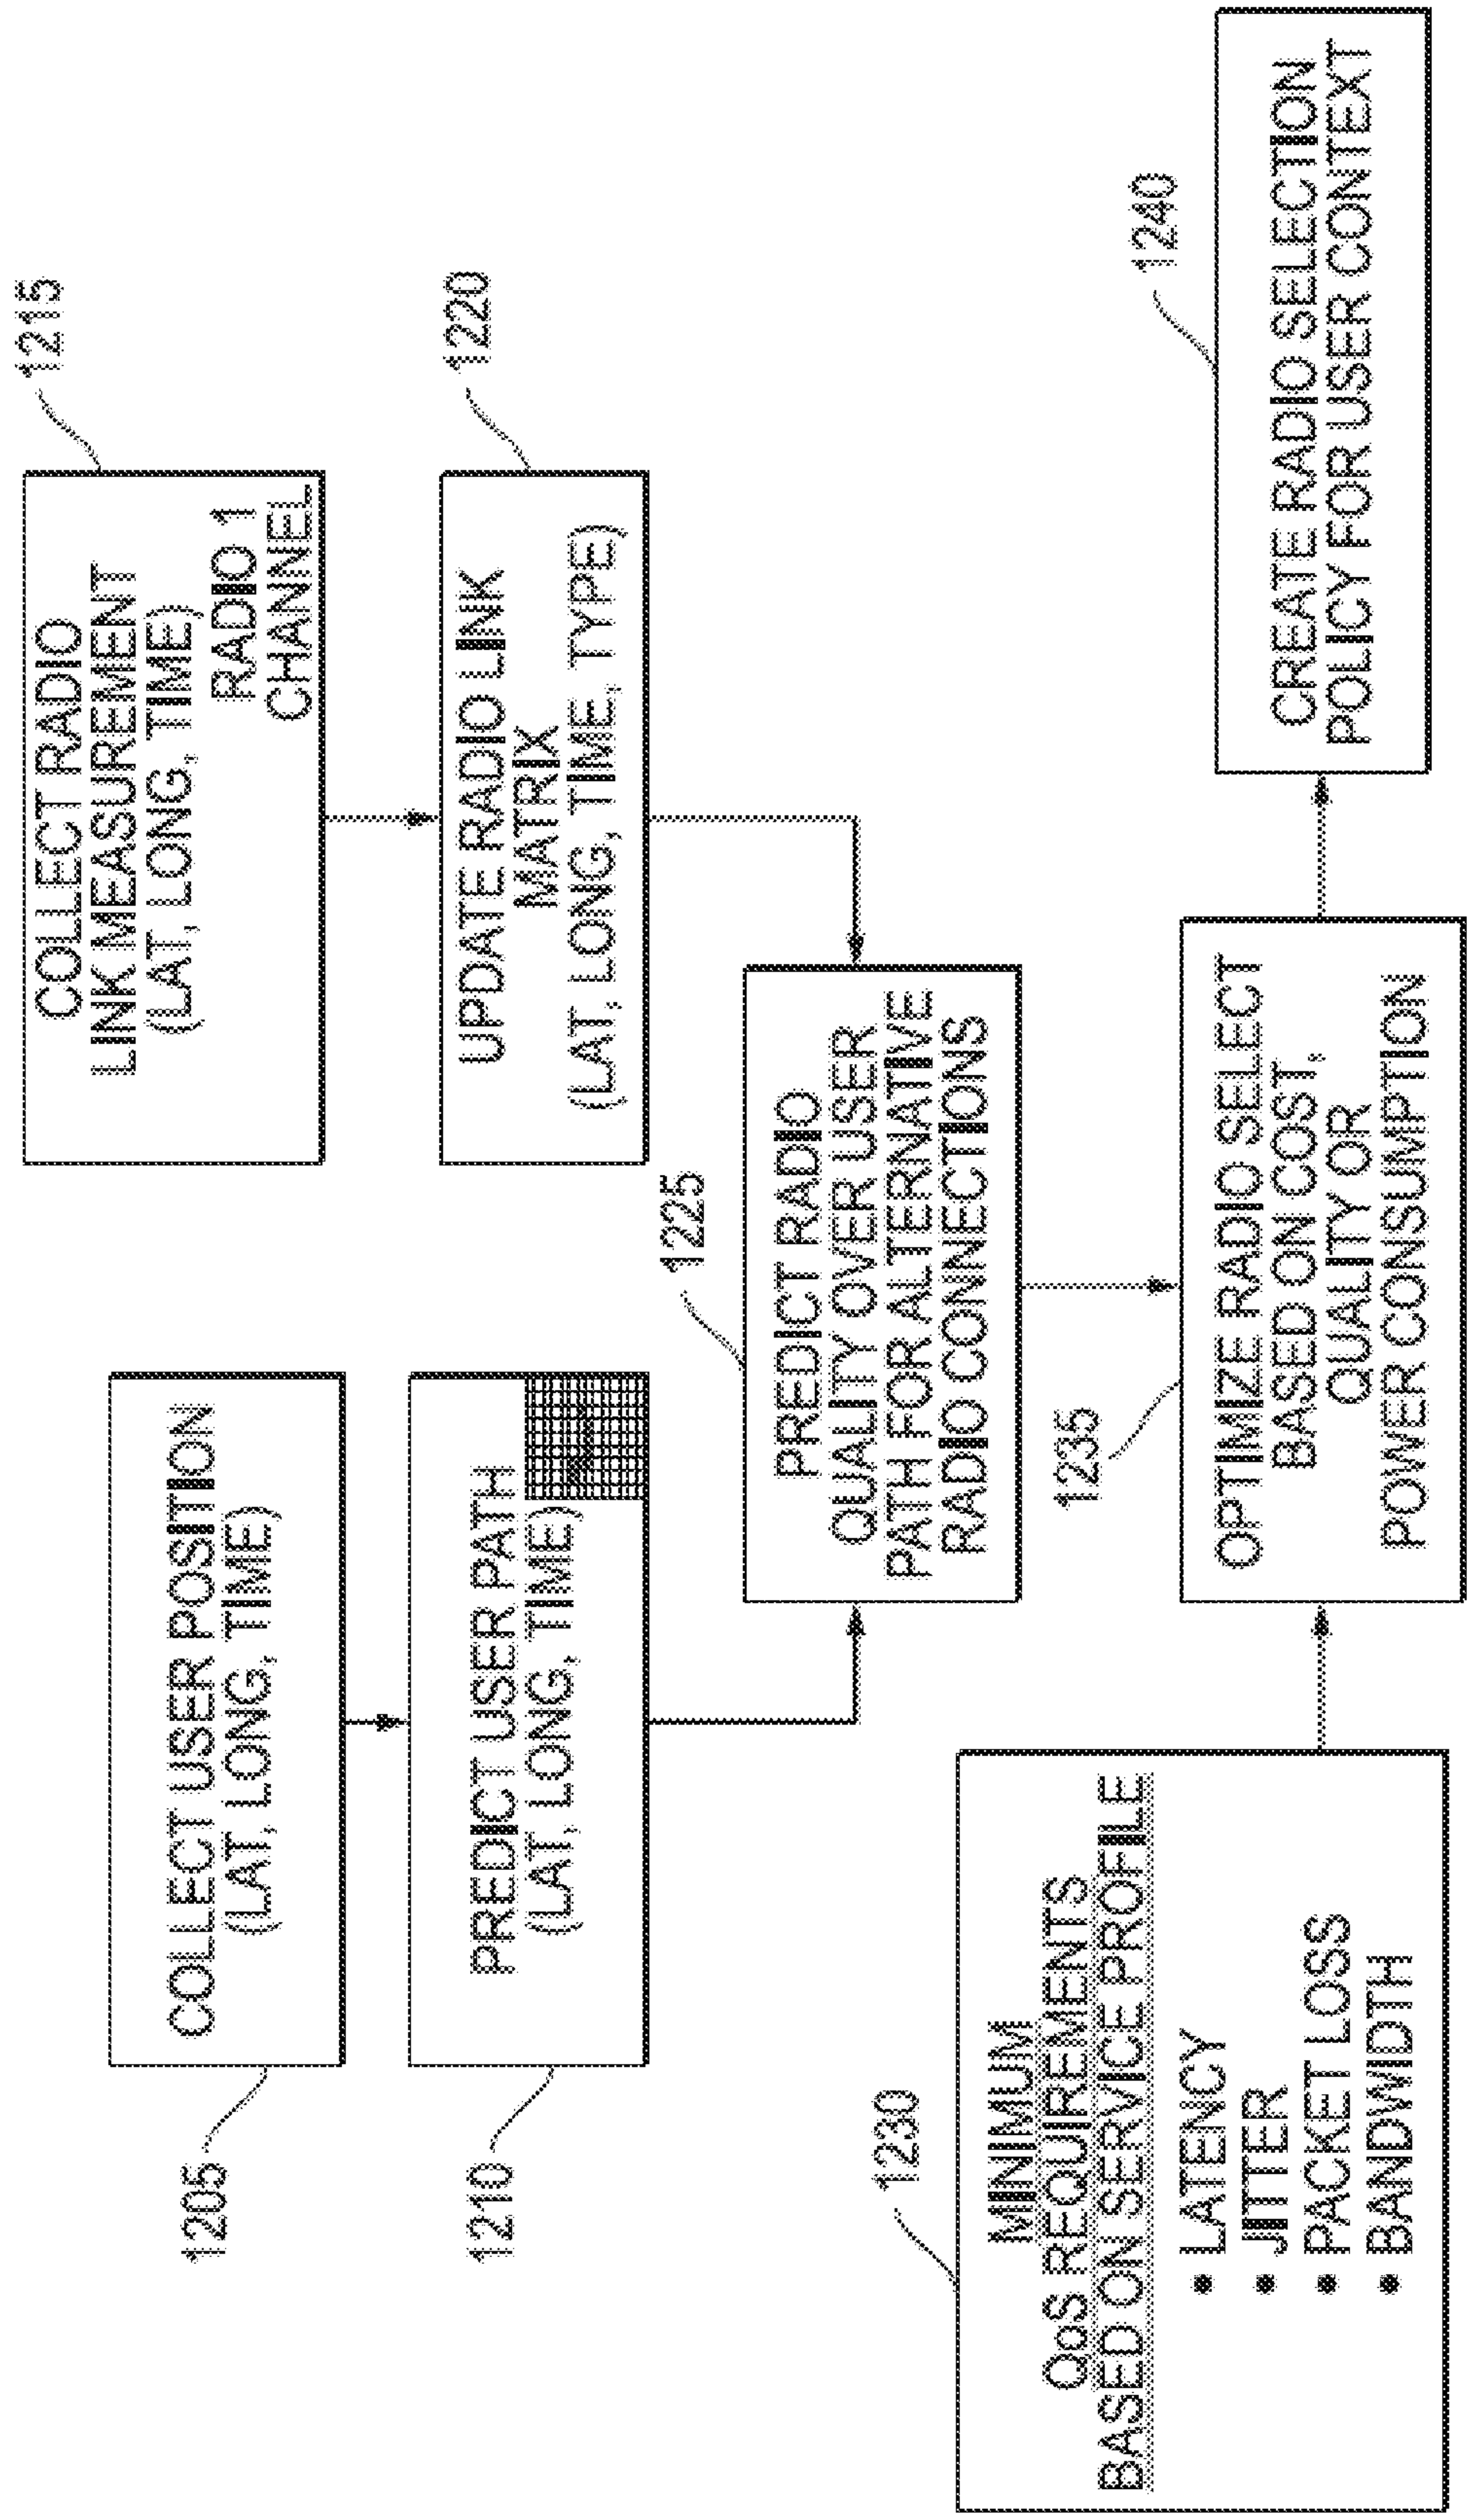 COLLECT USER POSITION
(LAT, LONG, TIME)
1205
PREDICT USER PATH
(LAT, LONG, TIME)
1210
COLLECT RADIO
LINK MEASUREMENT
(LAT, LONG, TIME)
RADIO 1
CHANNEL
1215
UPDATE RADIO LINK
MATRIX
(LAT, LONG, TIME, TYPE)
1220
1225
PREDICT RADIO
QUALITY OVER USER
PATH FOR ALTERNATIVE
RADIO CONNECTIONS
1230
MINIMUM
QoS REQUIREMENTS
BASED ON SERVICE PROFILE
• LATENCY
• JITTER
• PACKET LOSS
• BANDWIDTH
1235
OPTIMIZE RADIO SELECT
BASED ON COST,
QUALITY OR
POWER CONSUMPTION
1240
CREATE RADIO SELECTION
POLICY FOR USER CONTEXT